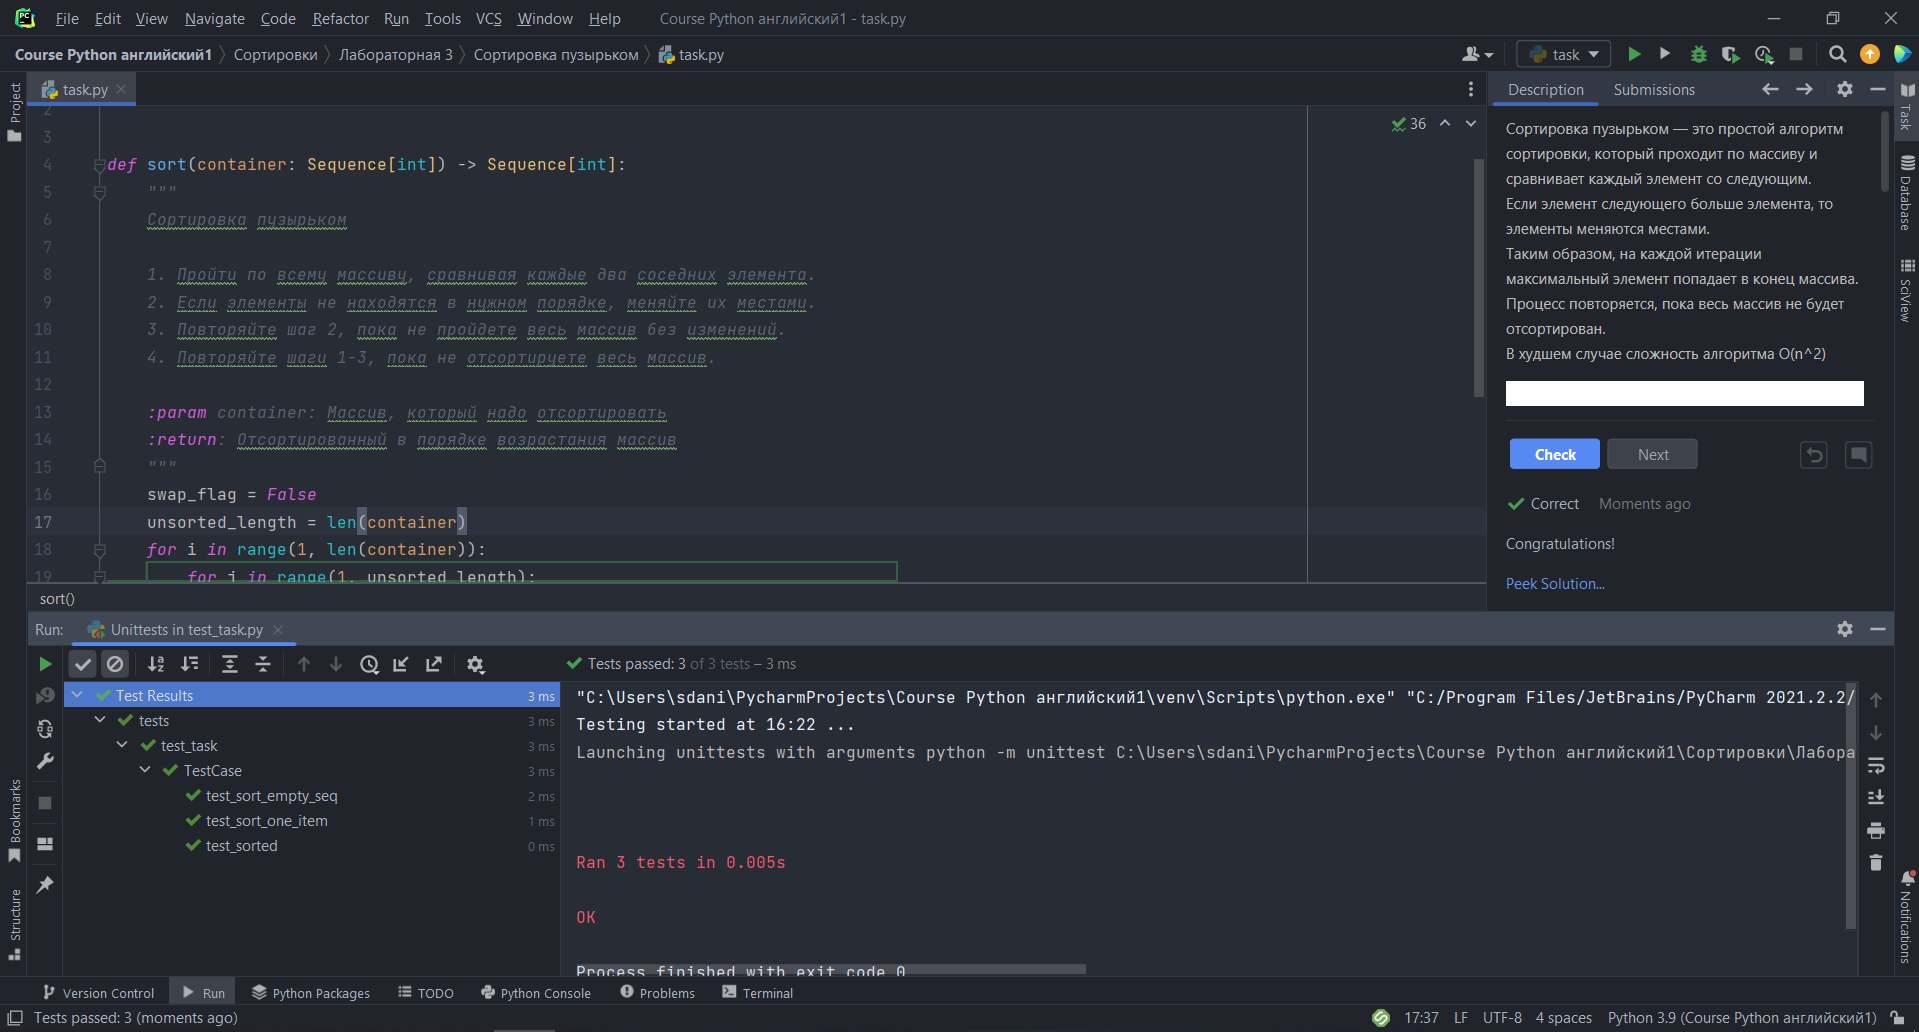 File Edit View Navigate Code Refactor Run Tools VCS Window Help Course Python английский1 - task.py
Course Python английский1 Сортировки Лабораторная 3 Сортировка пузырьком task.py task
Project
task.py
36
2
3
4 def sort(container: Sequence[int]) -> Sequence[int]:
5 """
6 Сортировка пузырьком
7
8 1. Пройти по всему массиву, сравнивая каждые два соседних элемента.
9 2. Если элементы не находятся в нужном порядке, меняйте их местами.
10 3. Повторяйте шаг 2, пока не пройдете весь массив без изменений.
11 4. Повторяйте шаги 1-3, пока не отсортируете весь массив.
12
13 :param container: Массив, который надо отсортировать
14 :return: Отсортированный в порядке возрастания массив
15 """
16 swap_flag = False
17 unsorted_length = len(container)
18 for i in range(1, len(container)):
19 for j in range(1, unsorted_length):
sort()
Description Submissions
Сортировка пузырьком — это простой алгоритм
сортировки, который проходит по массиву и
сравнивает каждый элемент со следующим.
Если элемент следующего больше элемента, то
элементы меняются местами.
Таким образом, на каждой итерации
максимальный элемент попадает в конец массива.
Процесс повторяется, пока весь массив не будет
отсортирован.
В худшем случае сложность алгоритма O(n^2)
Check Next
Correct Moments ago
Congratulations!
Peek Solution...
Task
Database
SciView
Notifications
Run: Unittests in test_task.py
Tests passed: 3 of 3 tests – 3 ms
Test Results 3 ms
tests 3 ms
test_task 3 ms
TestCase 3 ms
test_sort_empty_seq 2 ms
test_sort_one_item 1 ms
test_sorted 0 ms
"C:\Users\sdani\PycharmProjects\Course Python английский1\venv\Scripts\python.exe" "C:/Program Files/JetBrains/PyCharm 2021.2.2/
Testing started at 16:22 ...
Launching unittests with arguments python -m unittest C:\Users\sdani\PycharmProjects\Course Python английский1\Сортировки\Лабора
Ran 3 tests in 0.005s
OK
Process finished with exit code 0
Bookmarks
Structure
Version Control Run Python Packages TODO Python Console Problems Terminal
Tests passed: 3 (moments ago) 17:37 LF UTF-8 4 spaces Python 3.9 (Course Python английский1)